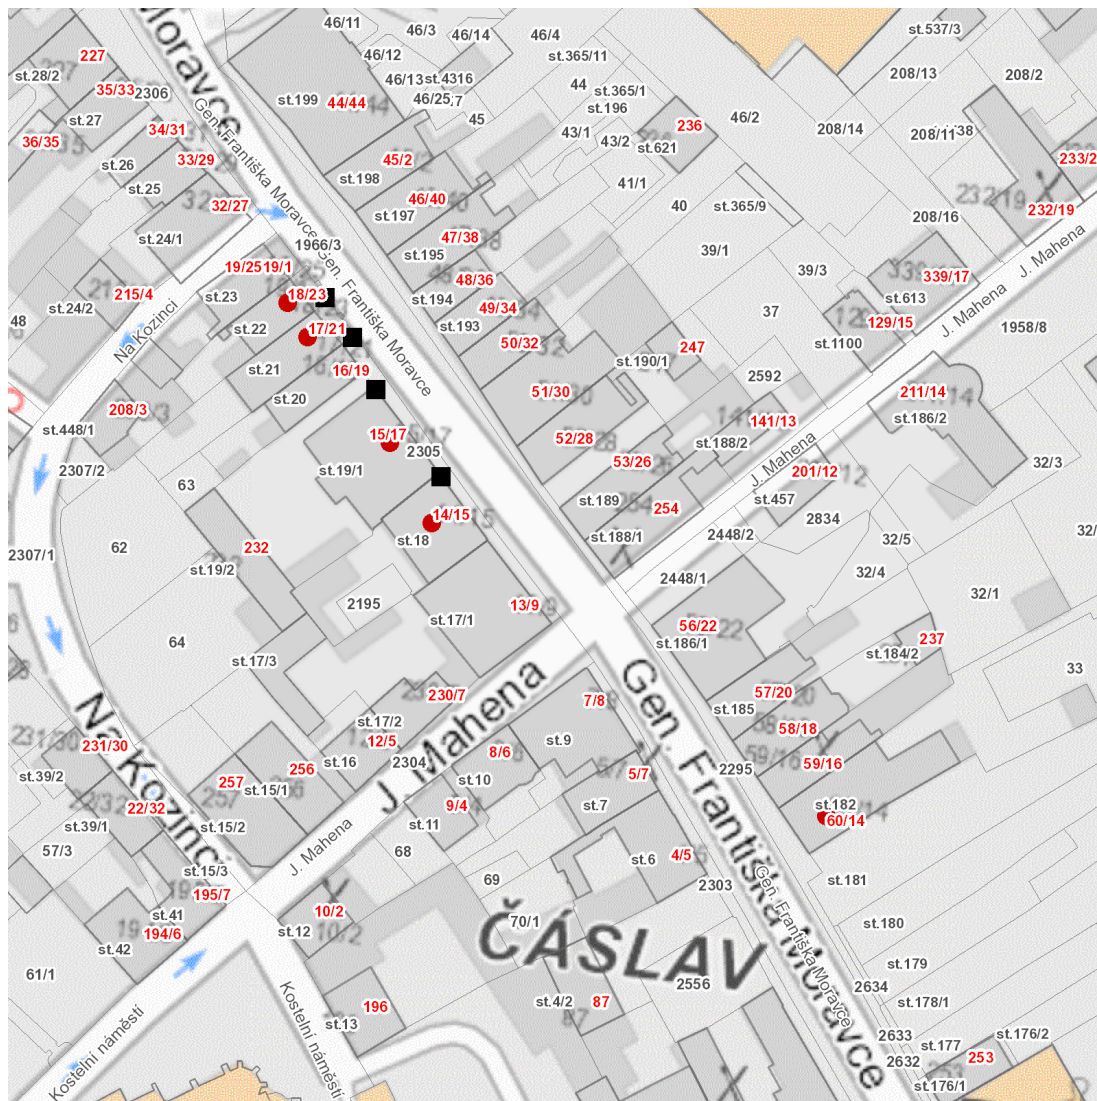 46/11
46/3
46/14
46/4
st.537/3
227
46/12
st.365/11
208/13
208/2
st.28/2
35/33
2306
46/13
st.4316
44
st.365/1
st.199
44/44
46/25
st.196
45
st.27
34/31
43/1
43/2
236
46/2
208/14
208/11
36/35
st.621
st.26
33/29
45/2
233/2
st.25
st.198
41/1
32/27
46/40
40
st.365/9
232/19
st.197
208/16
st.24/1
1966/3
47/38
39/1
st.195
J. Mahena
Gen. Františka Moravce
19/25
19/1
39/3
48/36
339/17
215/4
18/23
st.23
st.194
st.613
st.24/2
49/34
37
J. Mahena
48
st.22
17/21
st.193
129/15
1958/8
Na Kozinci
50/32
247
st.1100
st.21
16/19
st.190/1
2592
Gen. Františka Moravce
51/30
211/14
st.20
208/3
st.186/2
141/13
st.448/1
15/17
52/28
st.188/2
2305
J. Mahena
53/26
32/3
2307/2
st.19/1
201/12
63
st.189
254
st.457
14/15
2834
st.18
st.188/1
2448/2
32/5
62
232
2307/1
st.19/2
32/4
2448/1
2195
13/9
32/1
st.17/1
56/22
64
st.186/1
237
st.184/2
st.17/3
33
230/7
57/20
7/8
st.185
st.17/2
58/18
12/5
st.9
231/30
8/6
Na Kozinci
J. Mahena
Gen. Františka Moravce
st.16
2304
59/16
256
5/7
2295
st.39/2
257
st.10
st.15/1
22/32
9/4
st.7
st.182
60/14
st.39/1
st.15/2
st.11
J. Mahena
57/3
68
4/5
st.6
st.15/3
69
2303
st.181
195/7
10/2
st.41
70/1
st.180
194/6
st.12
ČÁSLAV
st.42
Gen. Františka Moravce
st.179
61/1
2556
2634
st.4/2
87
st.178/1
196
st.13
2633
st.176/2
st.177
253
2632
Kostelní náměstí
Kostelní náměstí
st.176/1